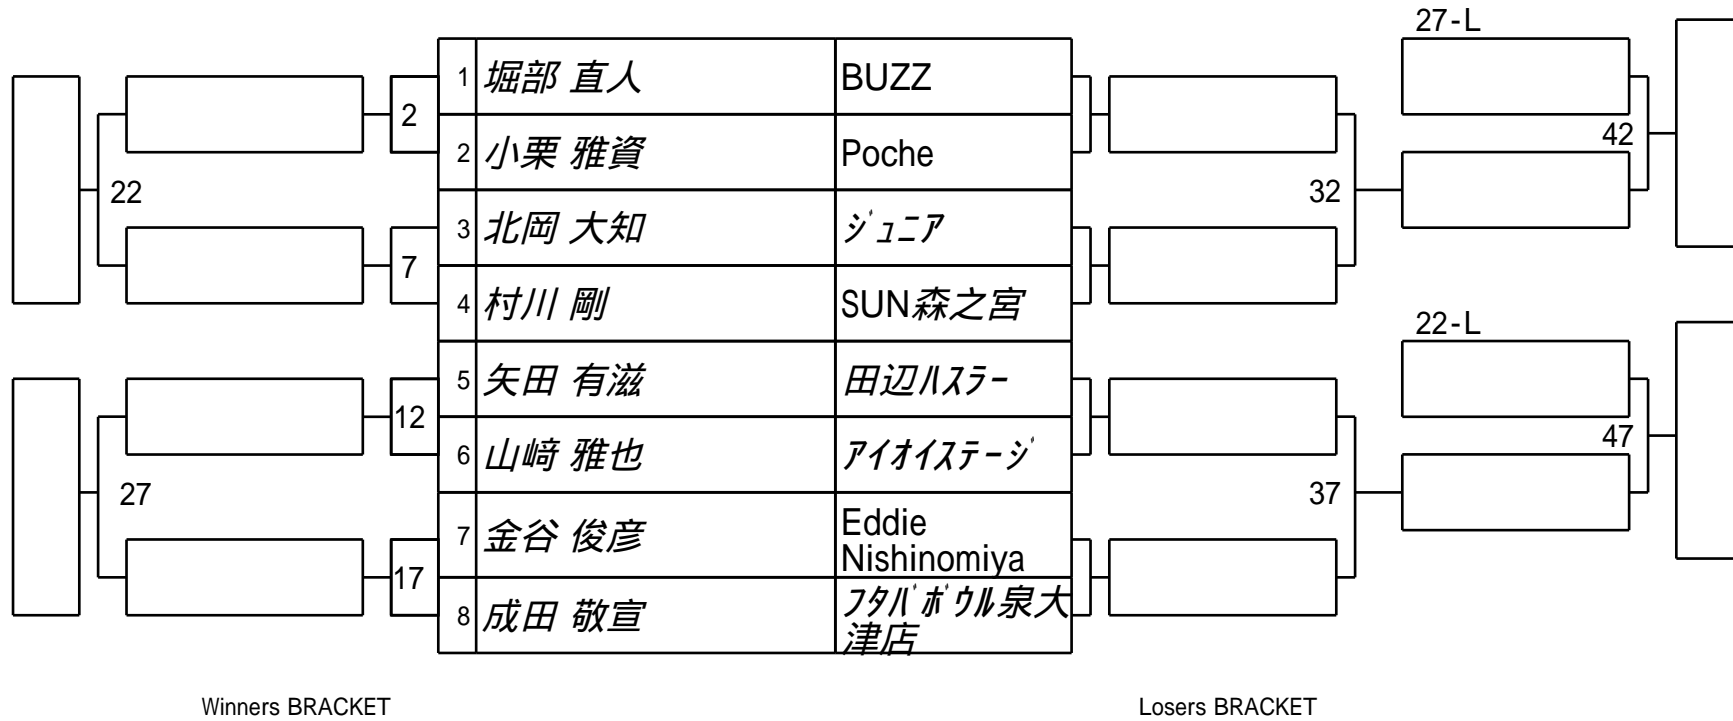 27-L
1 堀部 直人 BUZZ
2
42
2 小栗 雅資 Poche
22
32
3 北岡 大知 ｼﾞｭﾆｱ
7
4 村川 剛 SUN森之宮
22-L
5 矢田 有滋 田辺ﾊｽﾗｰ
12
47
6 山﨑 雅也 ｱｲｵｲｽﾃｰｼﾞ
27
37
7 金谷 俊彦 Eddie
Nishinomiya
17
8 成田 敬宣 ﾌﾀﾊﾞﾎﾞｳﾙ泉大
津店
Winners BRACKET
Losers BRACKET